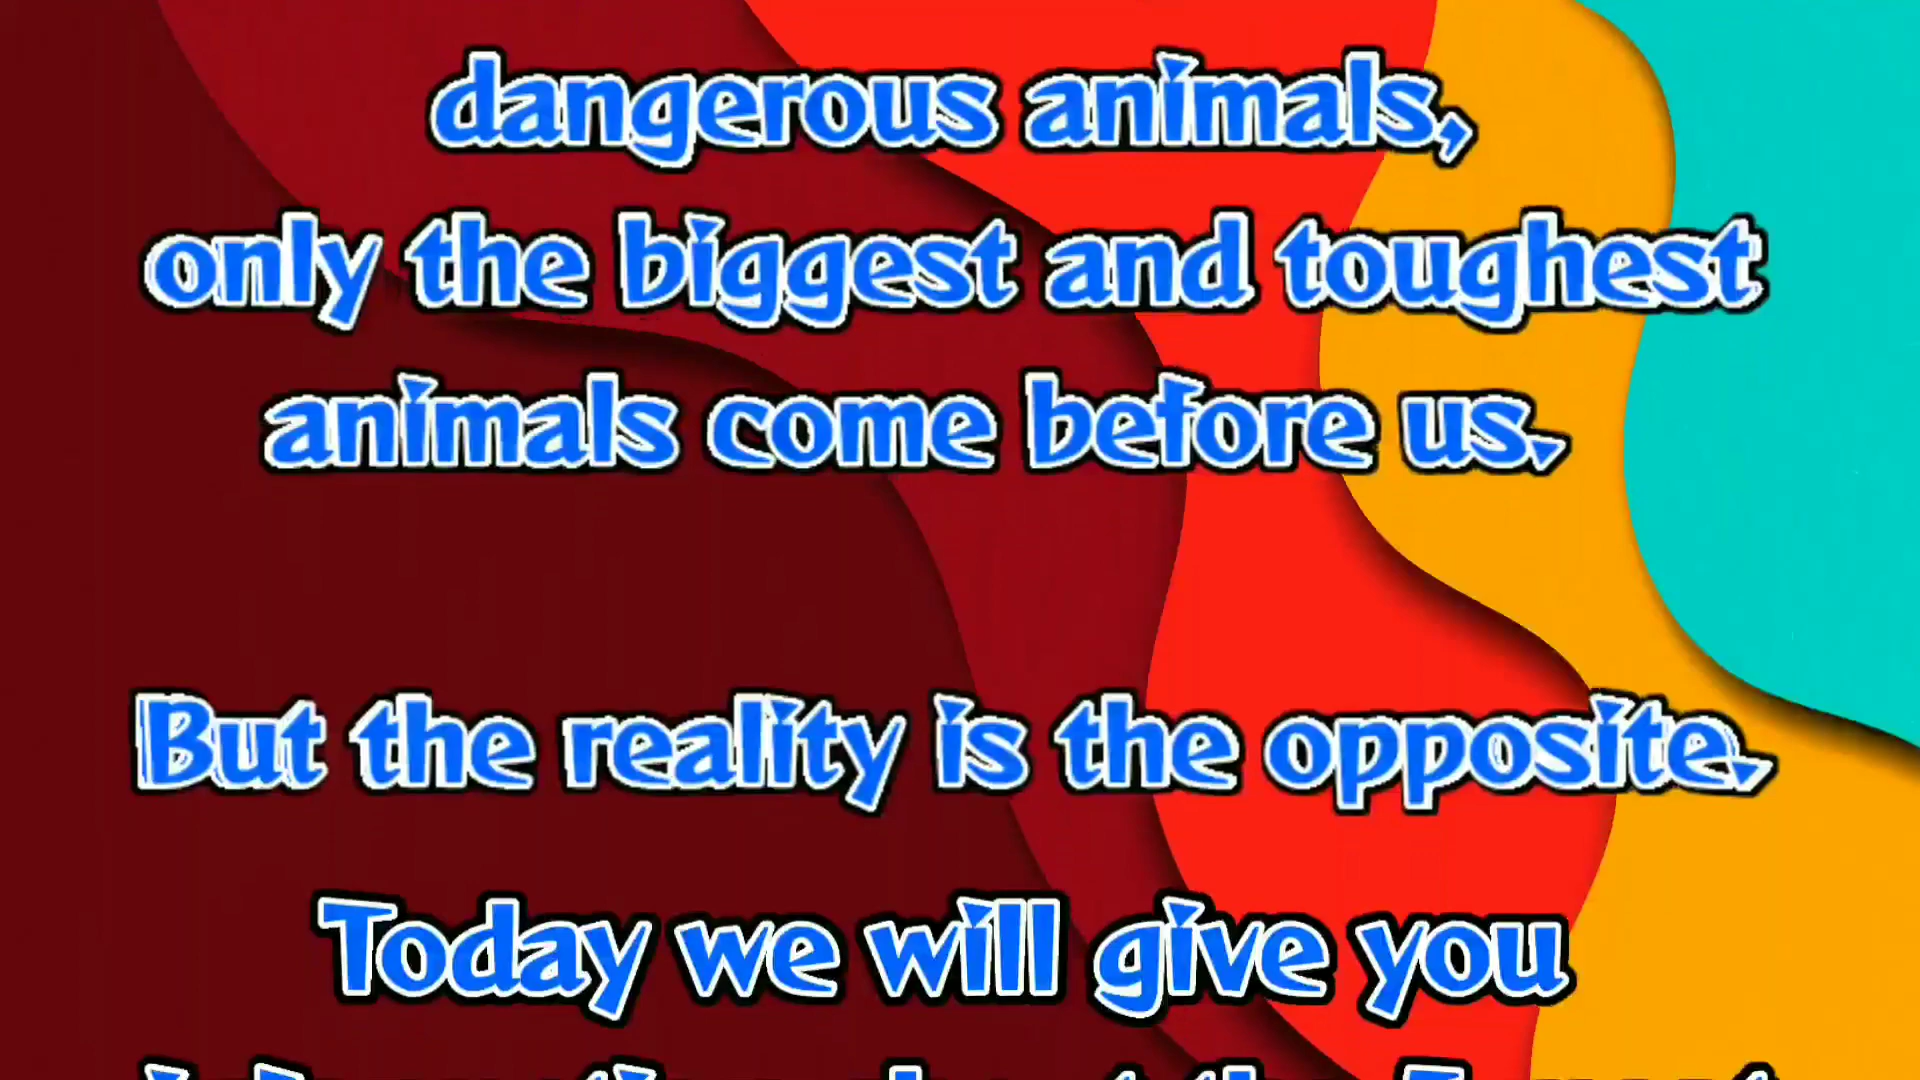 dangerous animals,
only the biggest and toughest
animals come before us.
But the reality is the opposite.
Today we will give you